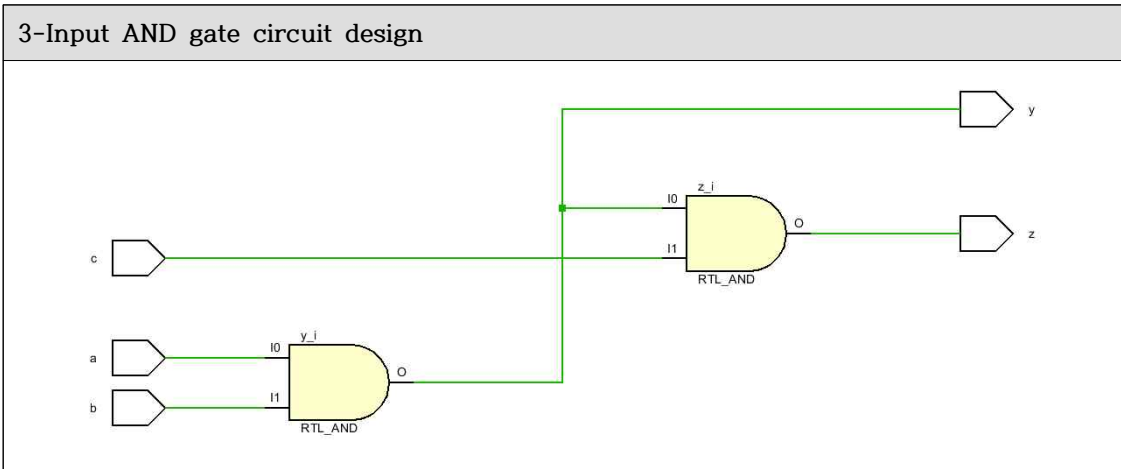 3-Input AND gate circuit design
y
z_i
I0
O
z
I1
c
RTL_AND
y_i
a
I0
O
b
I1
RTL_AND